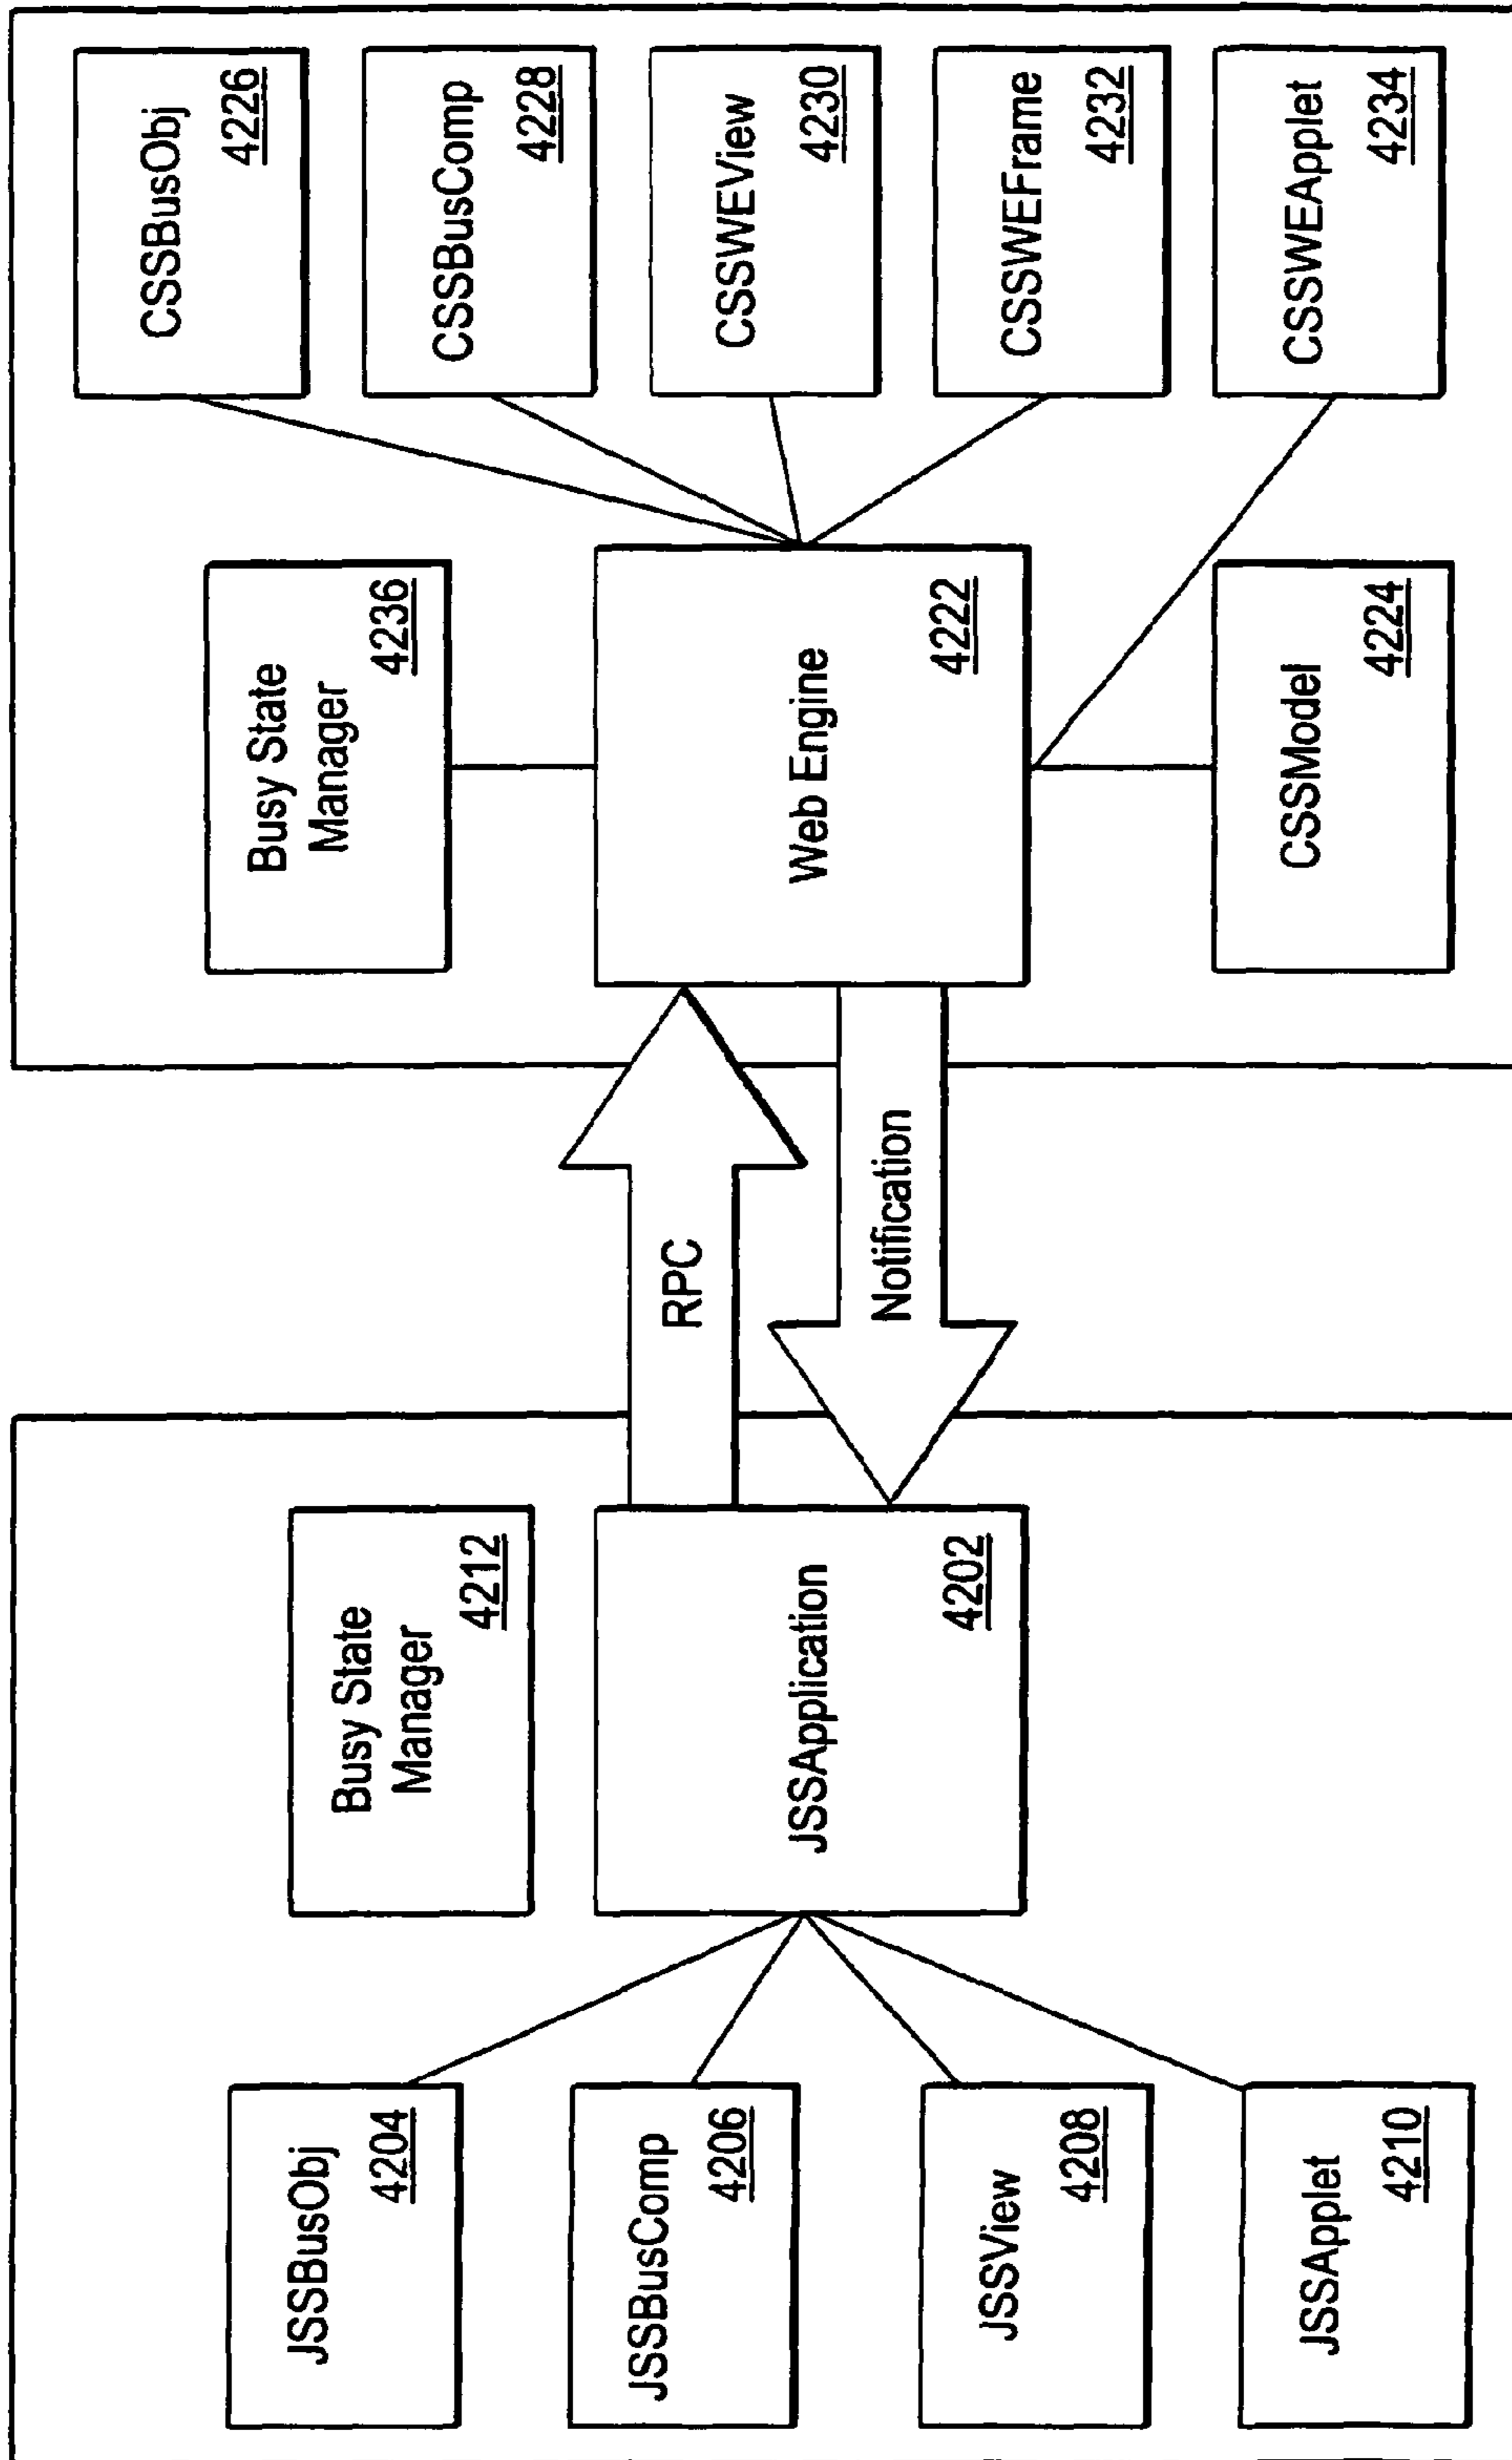 JSSBusObj
4204
JSSBusComp
4206
JSSView
4208
JSSApplet
4210
Busy State
Manager
4212
JSSApplication
4202
RPC
Notification
Busy State
Manager
4236
Web Engine
4222
CSSModel
4224
CSSBusObj
4226
CSSBusComp
4228
CSSWEView
4230
CSSWEFrame
4232
CSSWEApplet
4234